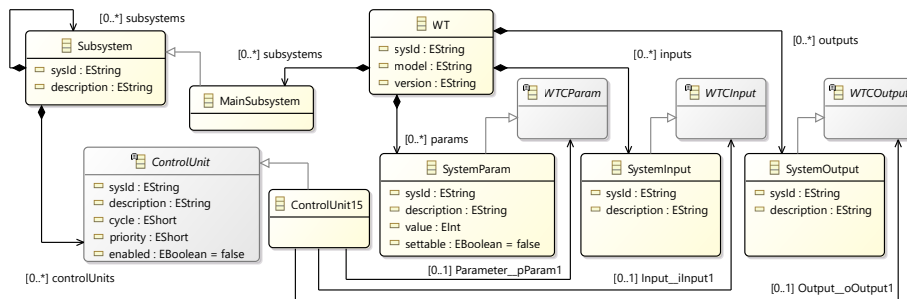 [0..*] subsystems
Subsystem
sysId : EString
description : EString
[0..*] subsystems
MainSubsystem
WT
sysId : EString
model : EString
version : EString
[0..*] outputs
[0..*] inputs
WTCParam
WTCInput
WTCOutput
[0..*] params
ControlUnit
sysId : EString
description : EString
cycle : EShort
priority : EShort
enabled : EBoolean = false
ControlUnit15
SystemParam
sysId : EString
description : EString
value : EInt
settable : EBoolean = false
SystemInput
sysId : EString
description : EString
SystemOutput
sysId : EString
description : EString
[0..*] controlUnits
[0..1] Parameter__pParam1
[0..1] Input__iInput1
[0..1] Output__oOutput1